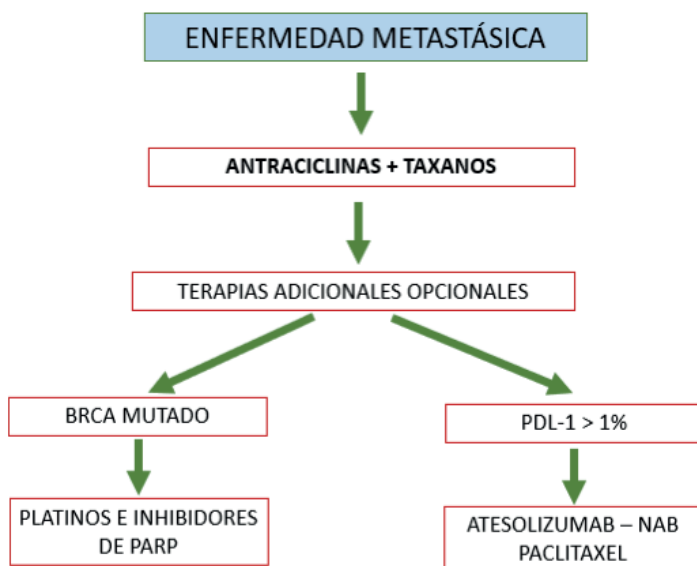 ENFERMEDAD METASTÁSICA
ANTRACICLINAS + TAXANOS
TERAPIAS ADICIONALES OPCIONALES
BRCA MUTADO
PDL-1 > 1%
PLATINOS E INHIBIDORES
DE PARP
ATESOLIZUMAB – NAB
PACLITAXEL